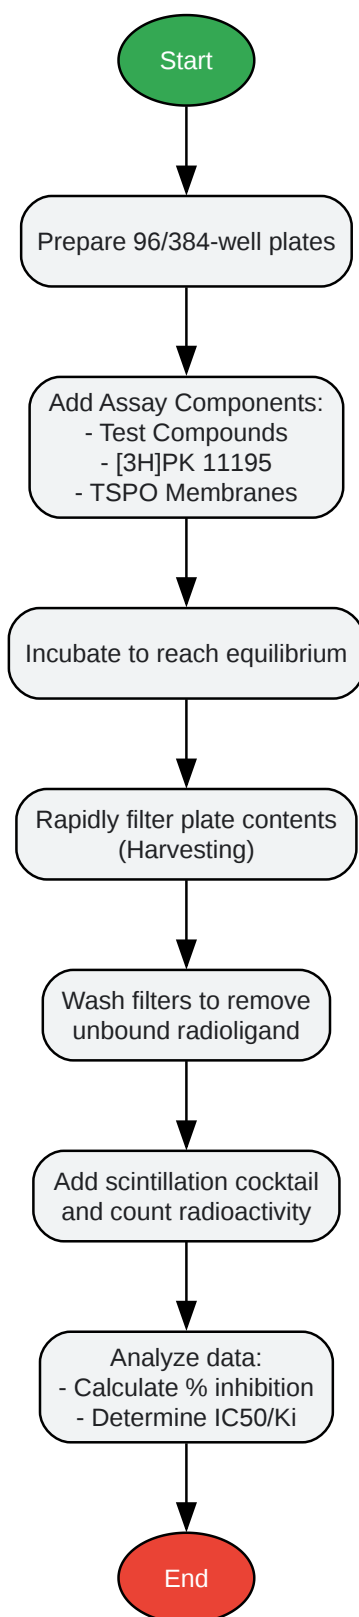 Start
Prepare 96/384-well plates
Add Assay Components:
- Test Compounds
- [3H]PK 11195
- TSPO Membranes
Incubate to reach equilibrium
Rapidly filter plate contents
(Harvesting)
Wash filters to remove
unbound radioligand
Add scintillation cocktail
and count radioactivity
Analyze data:
- Calculate % inhibition
- Determine IC50/Ki
End